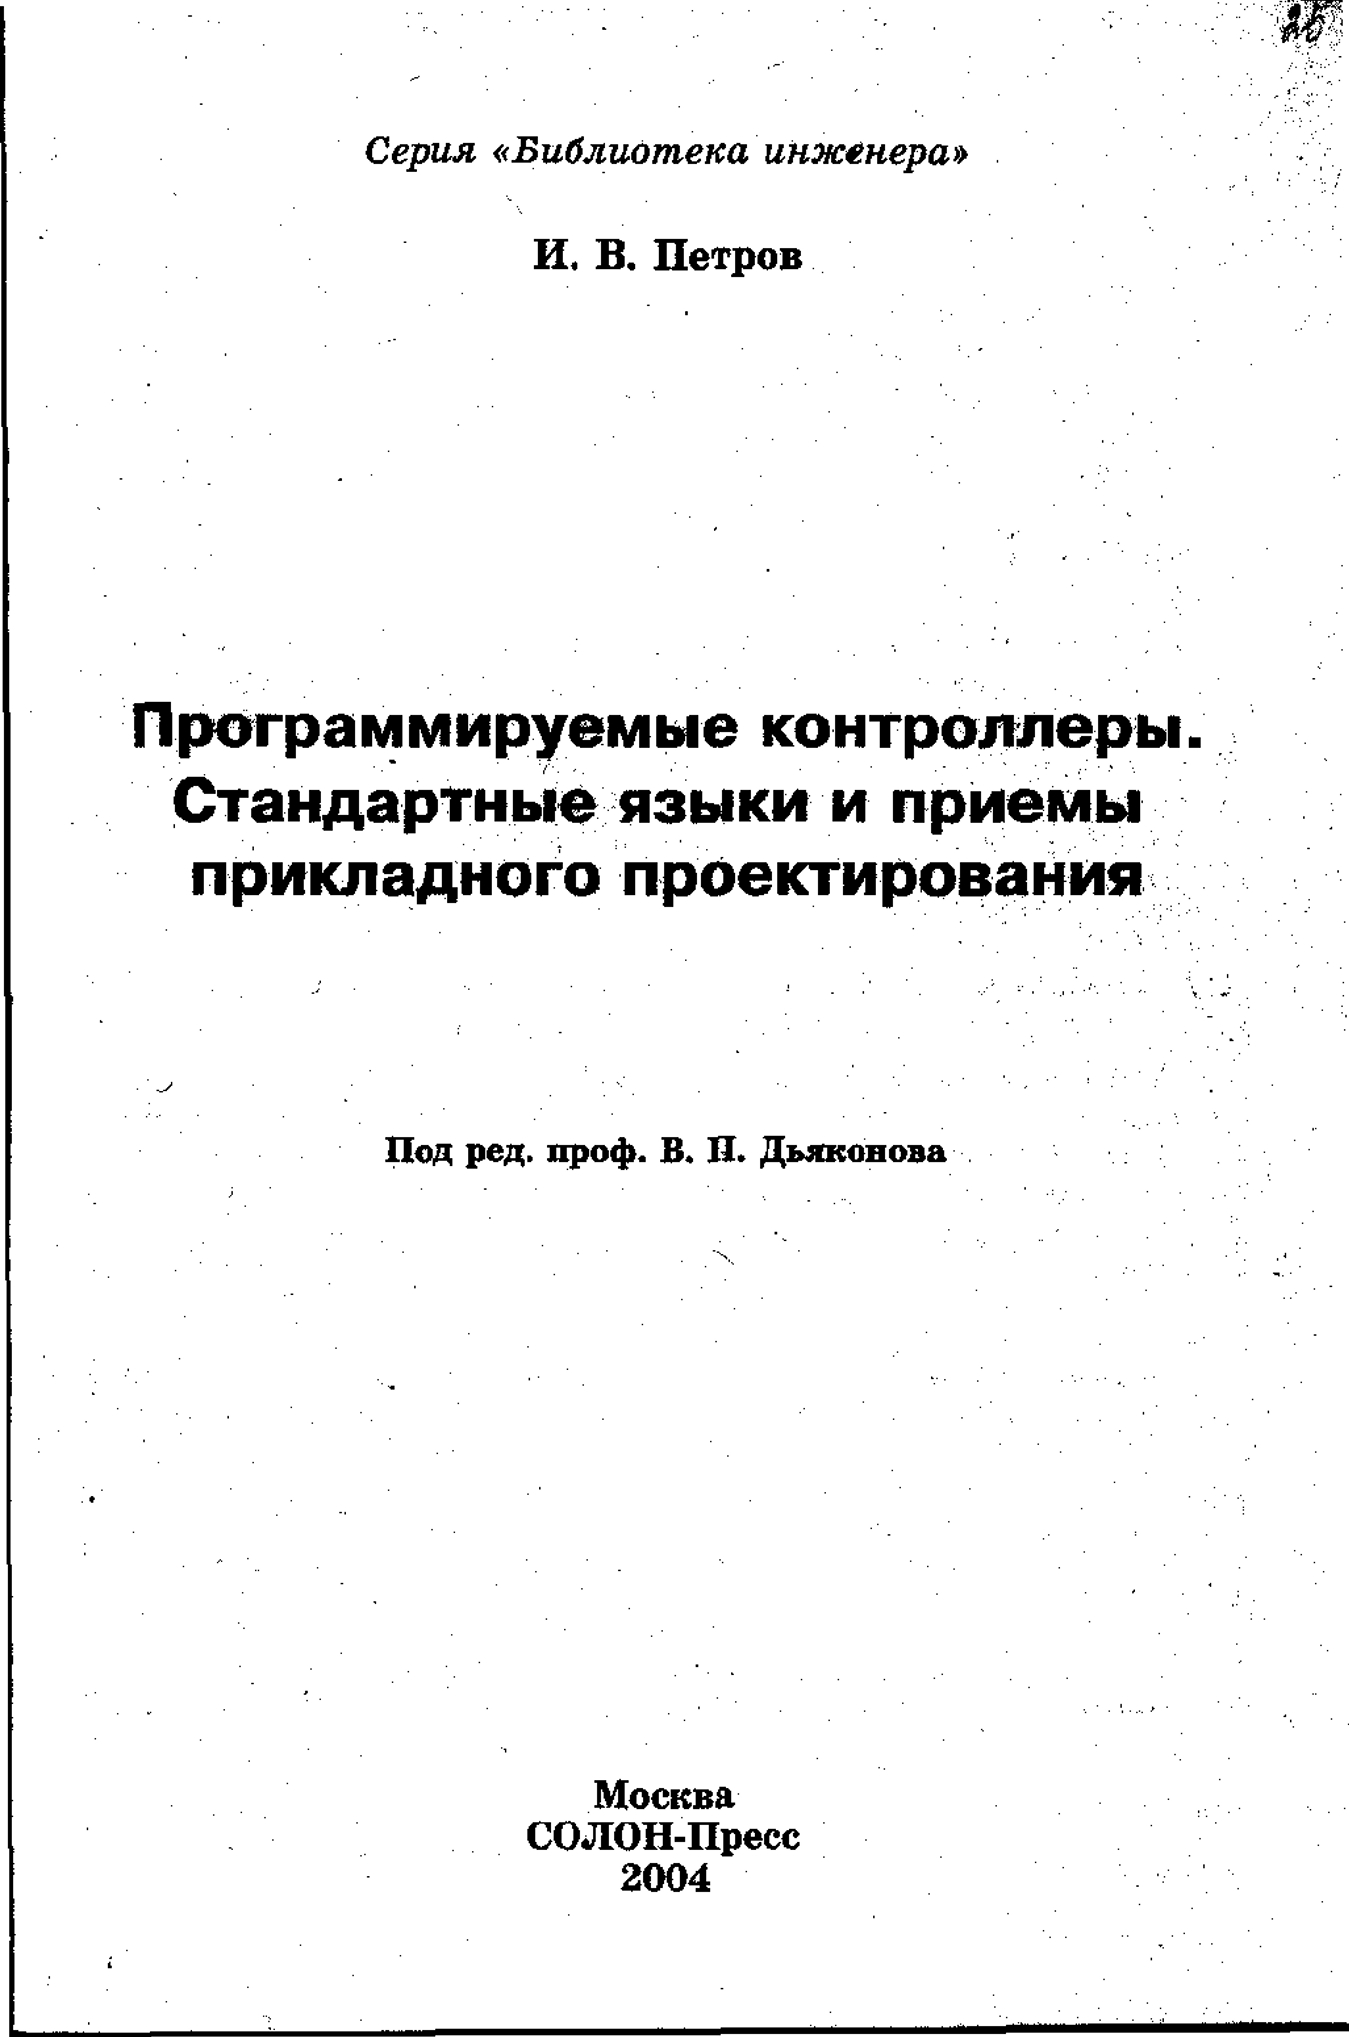 25
Серия «Библиотека инженера»
И. В. Петров
Программируемые контроллеры.
Стандартные языки и приемы
прикладного проектирования
Под ред. проф. В. П. Дьяконова
Москва
СОЛОН-Пресс
2004